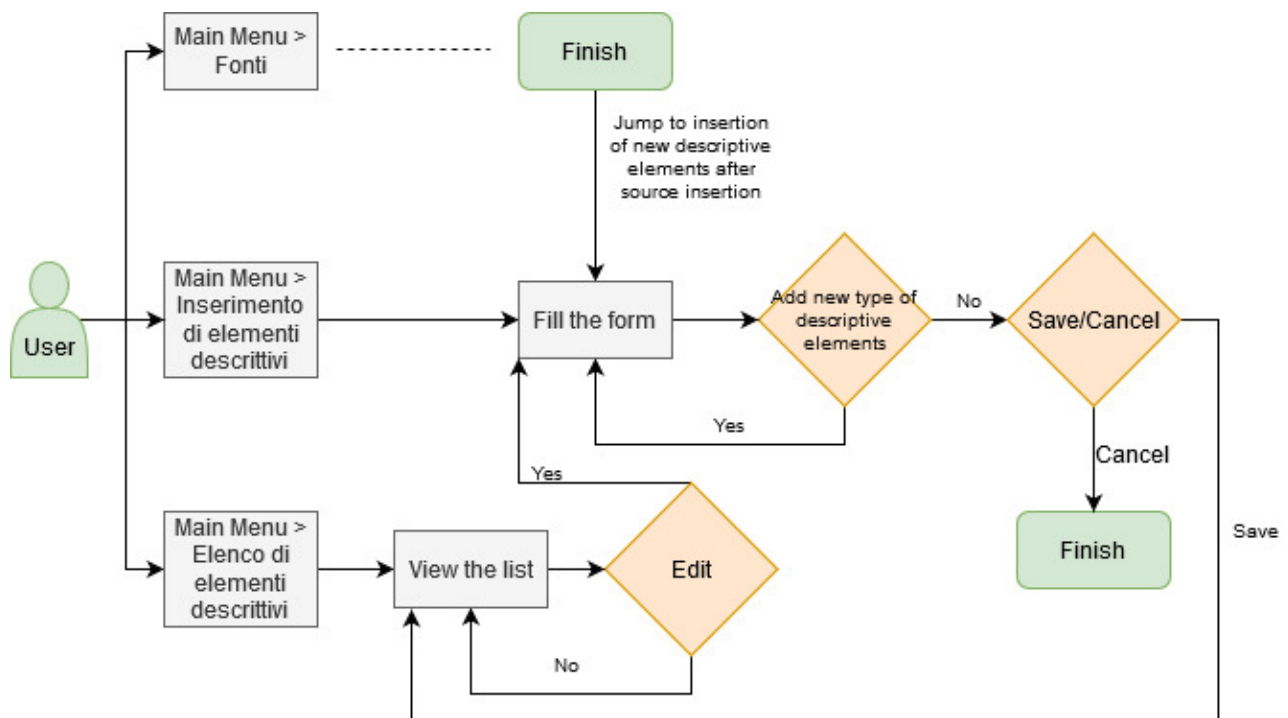 Main Menu >
Fonti
Finish
Jump to insertion
of new descriptive
elements after
source insertion
User
Main Menu >
Inserimento
di elementi
descrittivi
Fill the form
Add new type of
descriptive
elements
No
Save/Cancel
Yes
Cancel
Yes
Main Menu >
Elenco di
elementi
descrittivi
View the list
Edit
Finish
Save
No